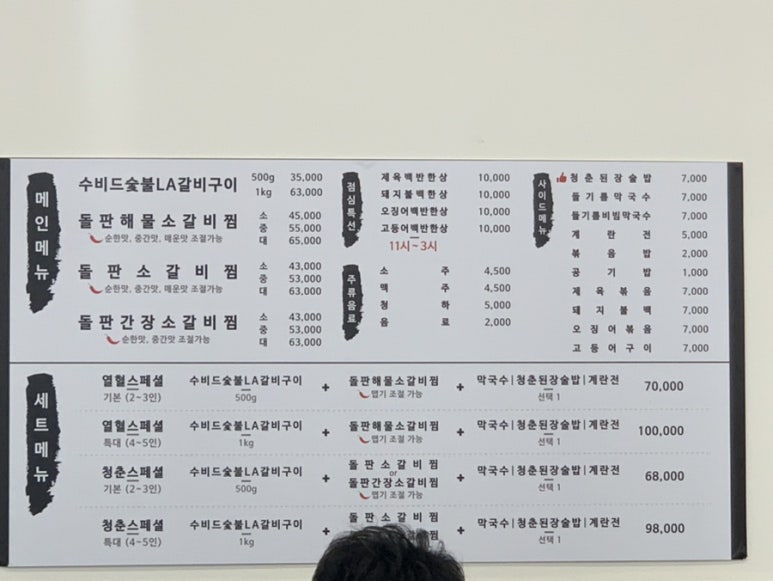 메인메뉴
수비드숯불LA갈비구이 500g 35,000
1kg 63,000
돌판해물소갈비찜 소 45,000
중 55,000
순한맛, 중간맛, 매운맛 조절가능 대 65,000
돌판소갈비찜 소 43,000
중 53,000
순한맛, 중간맛, 매운맛 조절가능 대 63,000
돌판간장소갈비찜 소 43,000
중 53,000
순한맛, 중간맛 조절가능 대 63,000
점심특선
제육백반한상 10,000
돼지불백한상 10,000
오징어백반한상 10,000
고등어백반한상 10,000
11시~3시
주류음료
소주 4,500
맥주 4,500
청하 5,000
음료 2,000
사이드메뉴
청춘된장술밥 7,000
들기름막국수 7,000
들기름비빔막국수 7,000
계란전 5,000
볶음밥 2,000
공기밥 1,000
제육볶음 7,000
돼지불백 7,000
오징어볶음 7,000
고등어구이 7,000
세트메뉴
열혈스페셜 수비드숯불LA갈비구이 + 돌판해물소갈비찜 + 막국수|청춘된장술밥|계란전 70,000
기본 (2~3인) 500g 맵기 조절 가능 선택 1
열혈스페셜 수비드숯불LA갈비구이 + 돌판해물소갈비찜 + 막국수|청춘된장술밥|계란전 100,000
특대 (4~5인) 1kg 맵기 조절 가능 선택 1
돌판소갈비찜
청춘스페셜 수비드숯불LA갈비구이 + or + 막국수|청춘된장술밥|계란전 68,000
돌판간장소갈비찜
기본 (2~3인) 500g 맵기 조절 가능 선택 1
돌판소갈비찜
청춘스페셜 수비드숯불LA갈비구이 + + 막국수|청춘된장술밥|계란전 98,000
특대 (4~5인) 1kg 선택 1